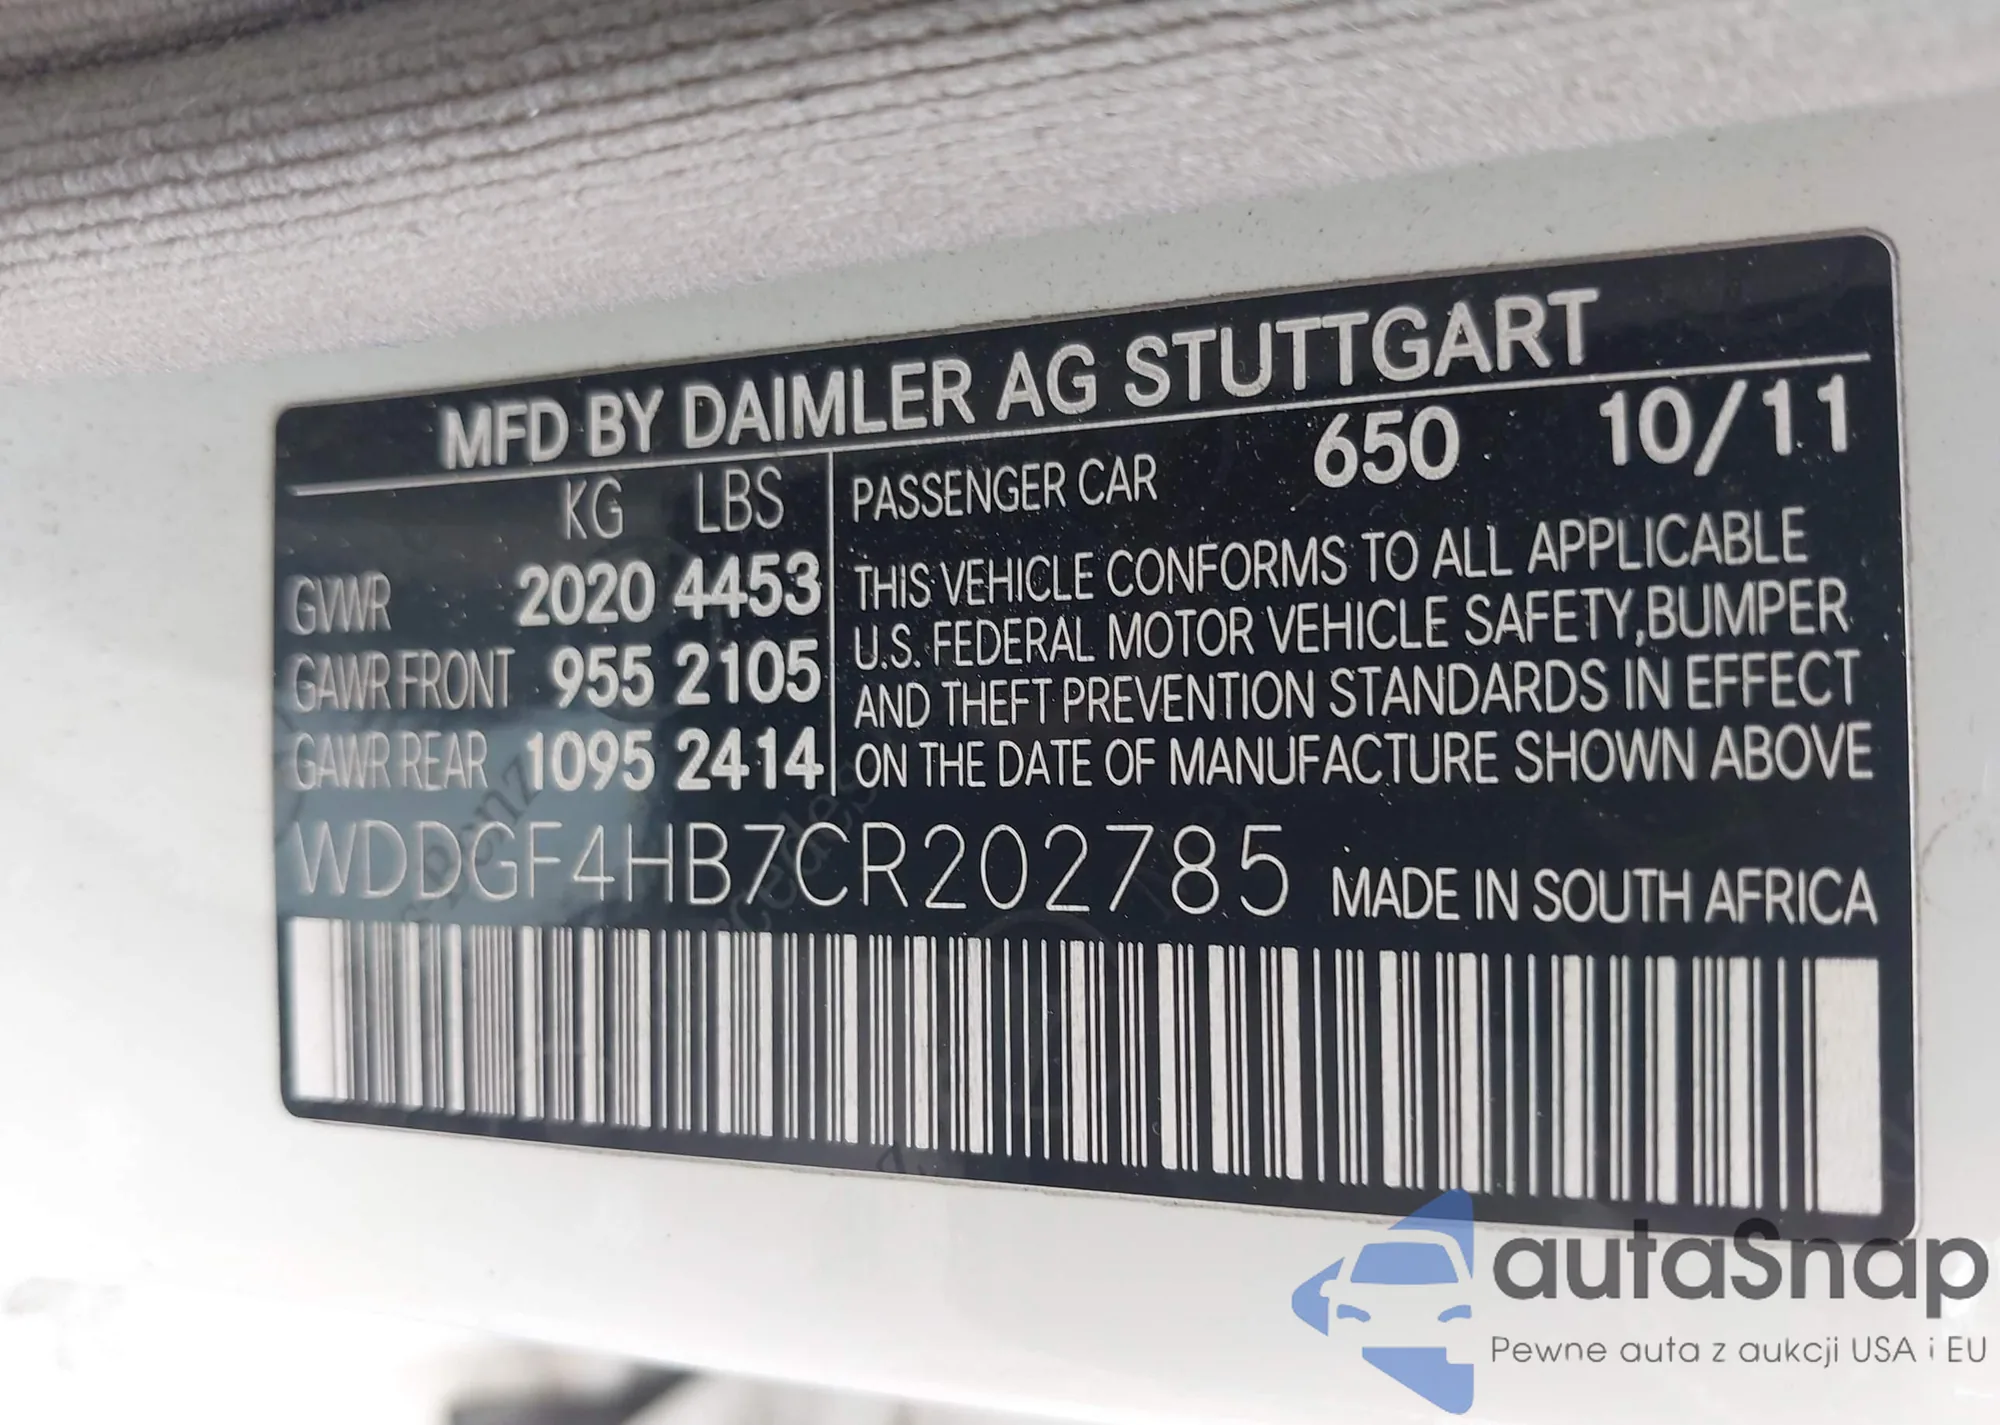 MFD BY DAIMLER AG STUTTGART
KG LBS
GVWR 2020 4453
GAWR FRONT 955 2105
GAWR REAR 1095 2414
PASSENGER CAR 650 10/11
THIS VEHICLE CONFORMS TO ALL APPLICABLE
U.S. FEDERAL MOTOR VEHICLE SAFETY, BUMPER
AND THEFT PREVENTION STANDARDS IN EFFECT
ON THE DATE OF MANUFACTURE SHOWN ABOVE
WDDGF4HB7CR202785 MADE IN SOUTH AFRICA
autaSnap
Pewne auta z aukcji USA i EU